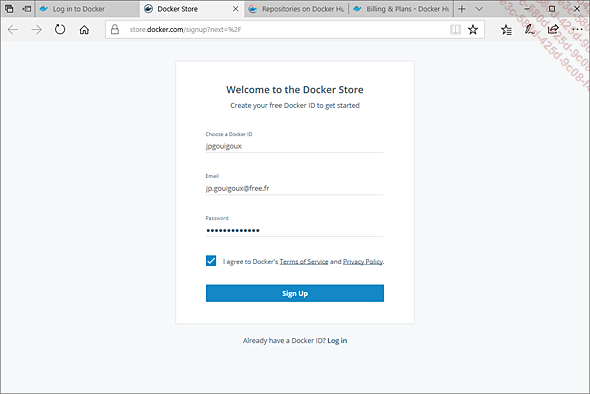 Log in to Docker
Docker Store
Repositories on Docker Hu
Billing & Plans - Docker Hu
store.docker.com/signup?next=%2F
Welcome to the Docker Store
Create your free Docker ID to get started
Choose a Docker ID
jpgouigoux
Email
jp.gouigoux@free.fr
Password
I agree to Docker's Terms of Service and Privacy Policy.
Sign Up
Already have a Docker ID? Log in